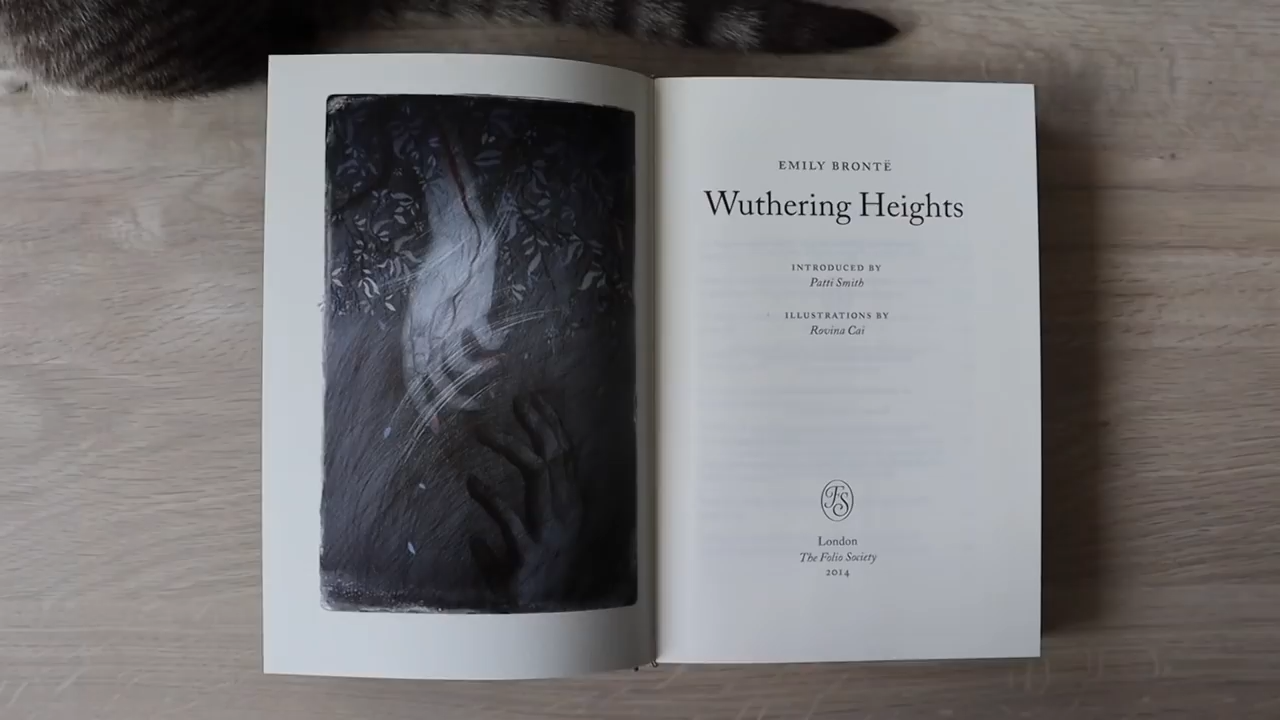 EMILY BRONTË
Wuthering Heights
INTRODUCED BY
Patti Smith
ILLUSTRATIONS BY
Rovina Cai
FS
London
The Folio Society
2014